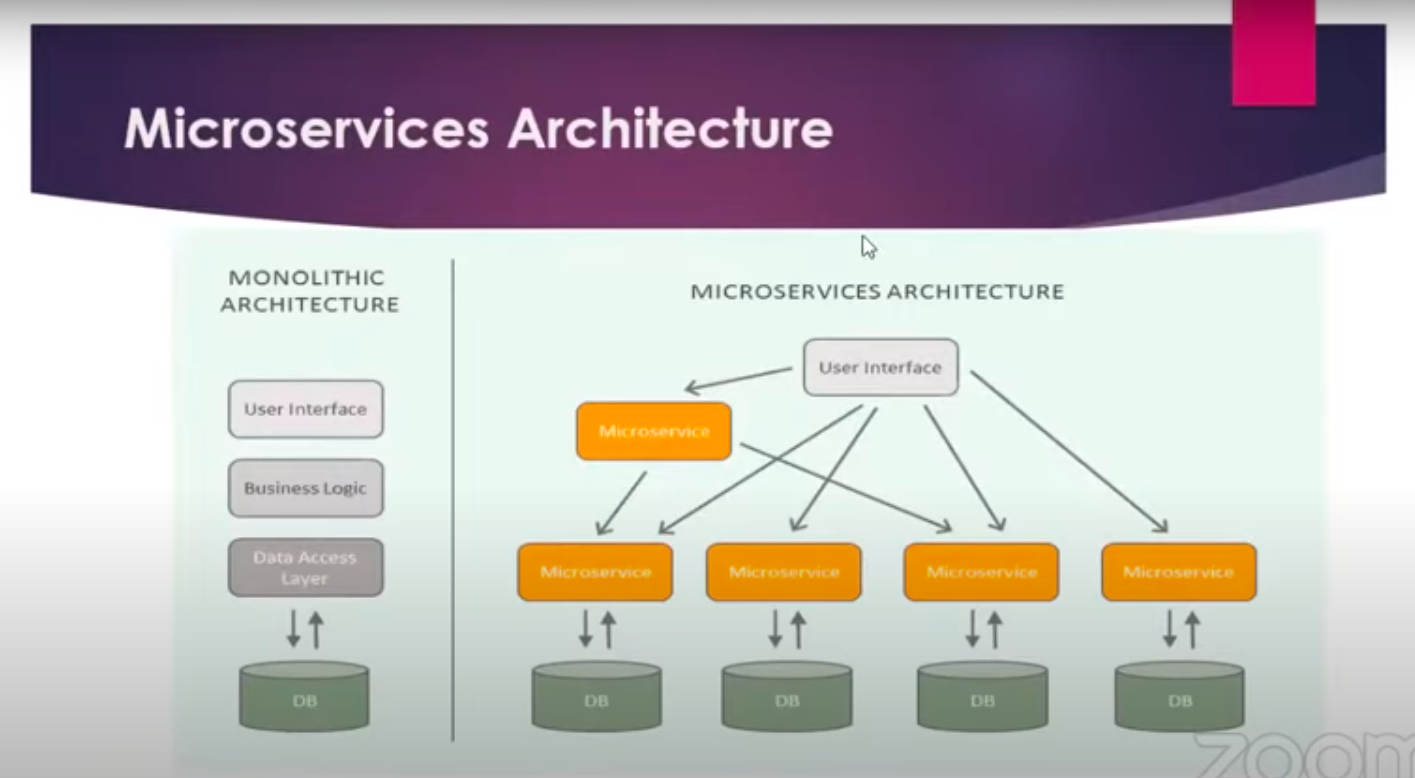 Microservices Architecture
MONOLITHIC
ARCHITECTURE
User Interface
Business Logic
Data Access
Layer
DB
MICROSERVICES ARCHITECTURE
User Interface
Microservice
Microservice
Microservice
Microservice
Microservice
DB
DB
DB
DB
zoom